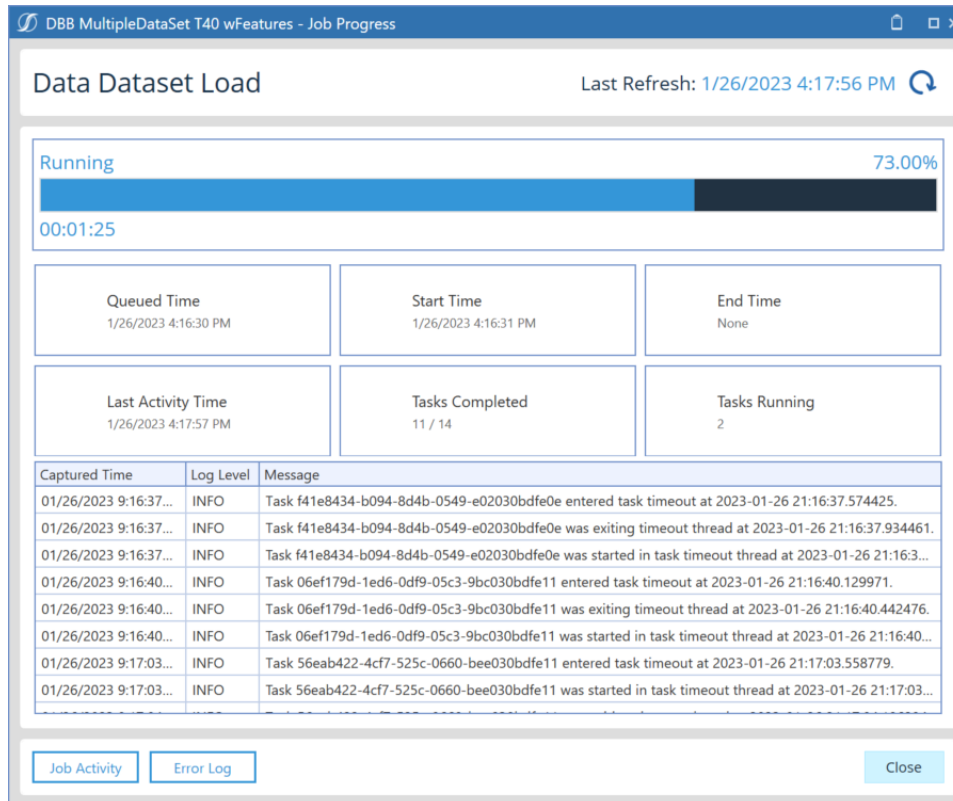 DBB MultipleDataSet T40 wFeatures - Job Progress
Data Dataset Load
Last Refresh: 1/26/2023 4:17:56 PM
Running
73.00%
00:01:25
Queued Time
1/26/2023 4:16:30 PM
Start Time
1/26/2023 4:16:31 PM
End Time
None
Last Activity Time
1/26/2023 4:17:57 PM
Tasks Completed
11 / 14
Tasks Running
2
Captured Time Log Level Message
01/26/2023 9:16:37... INFO Task f41e8434-b094-8d4b-0549-e02030bdfe0e entered task timeout at 2023-01-26 21:16:37.574425.
01/26/2023 9:16:37... INFO Task f41e8434-b094-8d4b-0549-e02030bdfe0e was exiting timeout thread at 2023-01-26 21:16:37.934461.
01/26/2023 9:16:37... INFO Task f41e8434-b094-8d4b-0549-e02030bdfe0e was started in task timeout thread at 2023-01-26 21:16:3...
01/26/2023 9:16:40... INFO Task 06ef179d-1ed6-0df9-05c3-9bc030bdfe11 entered task timeout at 2023-01-26 21:16:40.129971.
01/26/2023 9:16:40... INFO Task 06ef179d-1ed6-0df9-05c3-9bc030bdfe11 was exiting timeout thread at 2023-01-26 21:16:40.442476.
01/26/2023 9:16:40... INFO Task 06ef179d-1ed6-0df9-05c3-9bc030bdfe11 was started in task timeout thread at 2023-01-26 21:16:40...
01/26/2023 9:17:03... INFO Task 56eab422-4cf7-525c-0660-bee030bdfe11 entered task timeout at 2023-01-26 21:17:03.558779.
01/26/2023 9:17:03... INFO Task 56eab422-4cf7-525c-0660-bee030bdfe11 was started in task timeout thread at 2023-01-26 21:17:03...
Job Activity
Error Log
Close